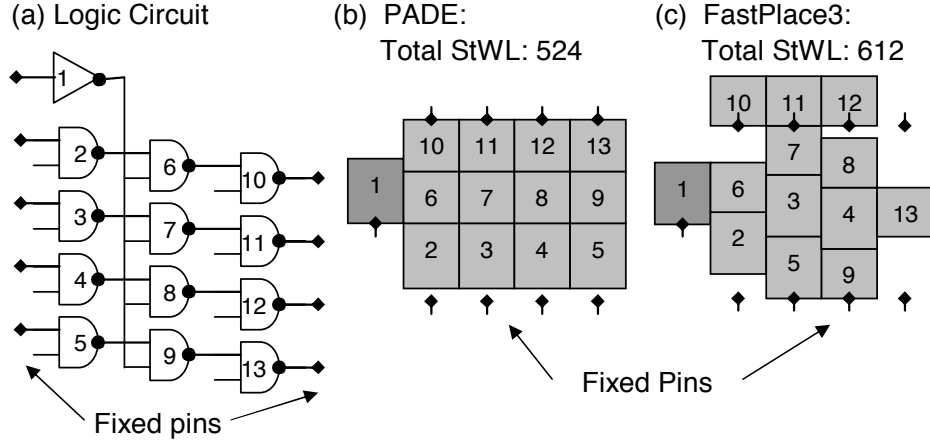 (a) Logic Circuit
1
2
6
10
3
7
11
4
8
12
5
9
13
Fixed pins
(b) PADE:
Total StWL: 524
10 11 12 13
1
6 7 8 9
2 3 4 5
(c) FastPlace3:
Total StWL: 612
10 11 12
7
8
1
6
3
4
13
2
5
9
Fixed Pins